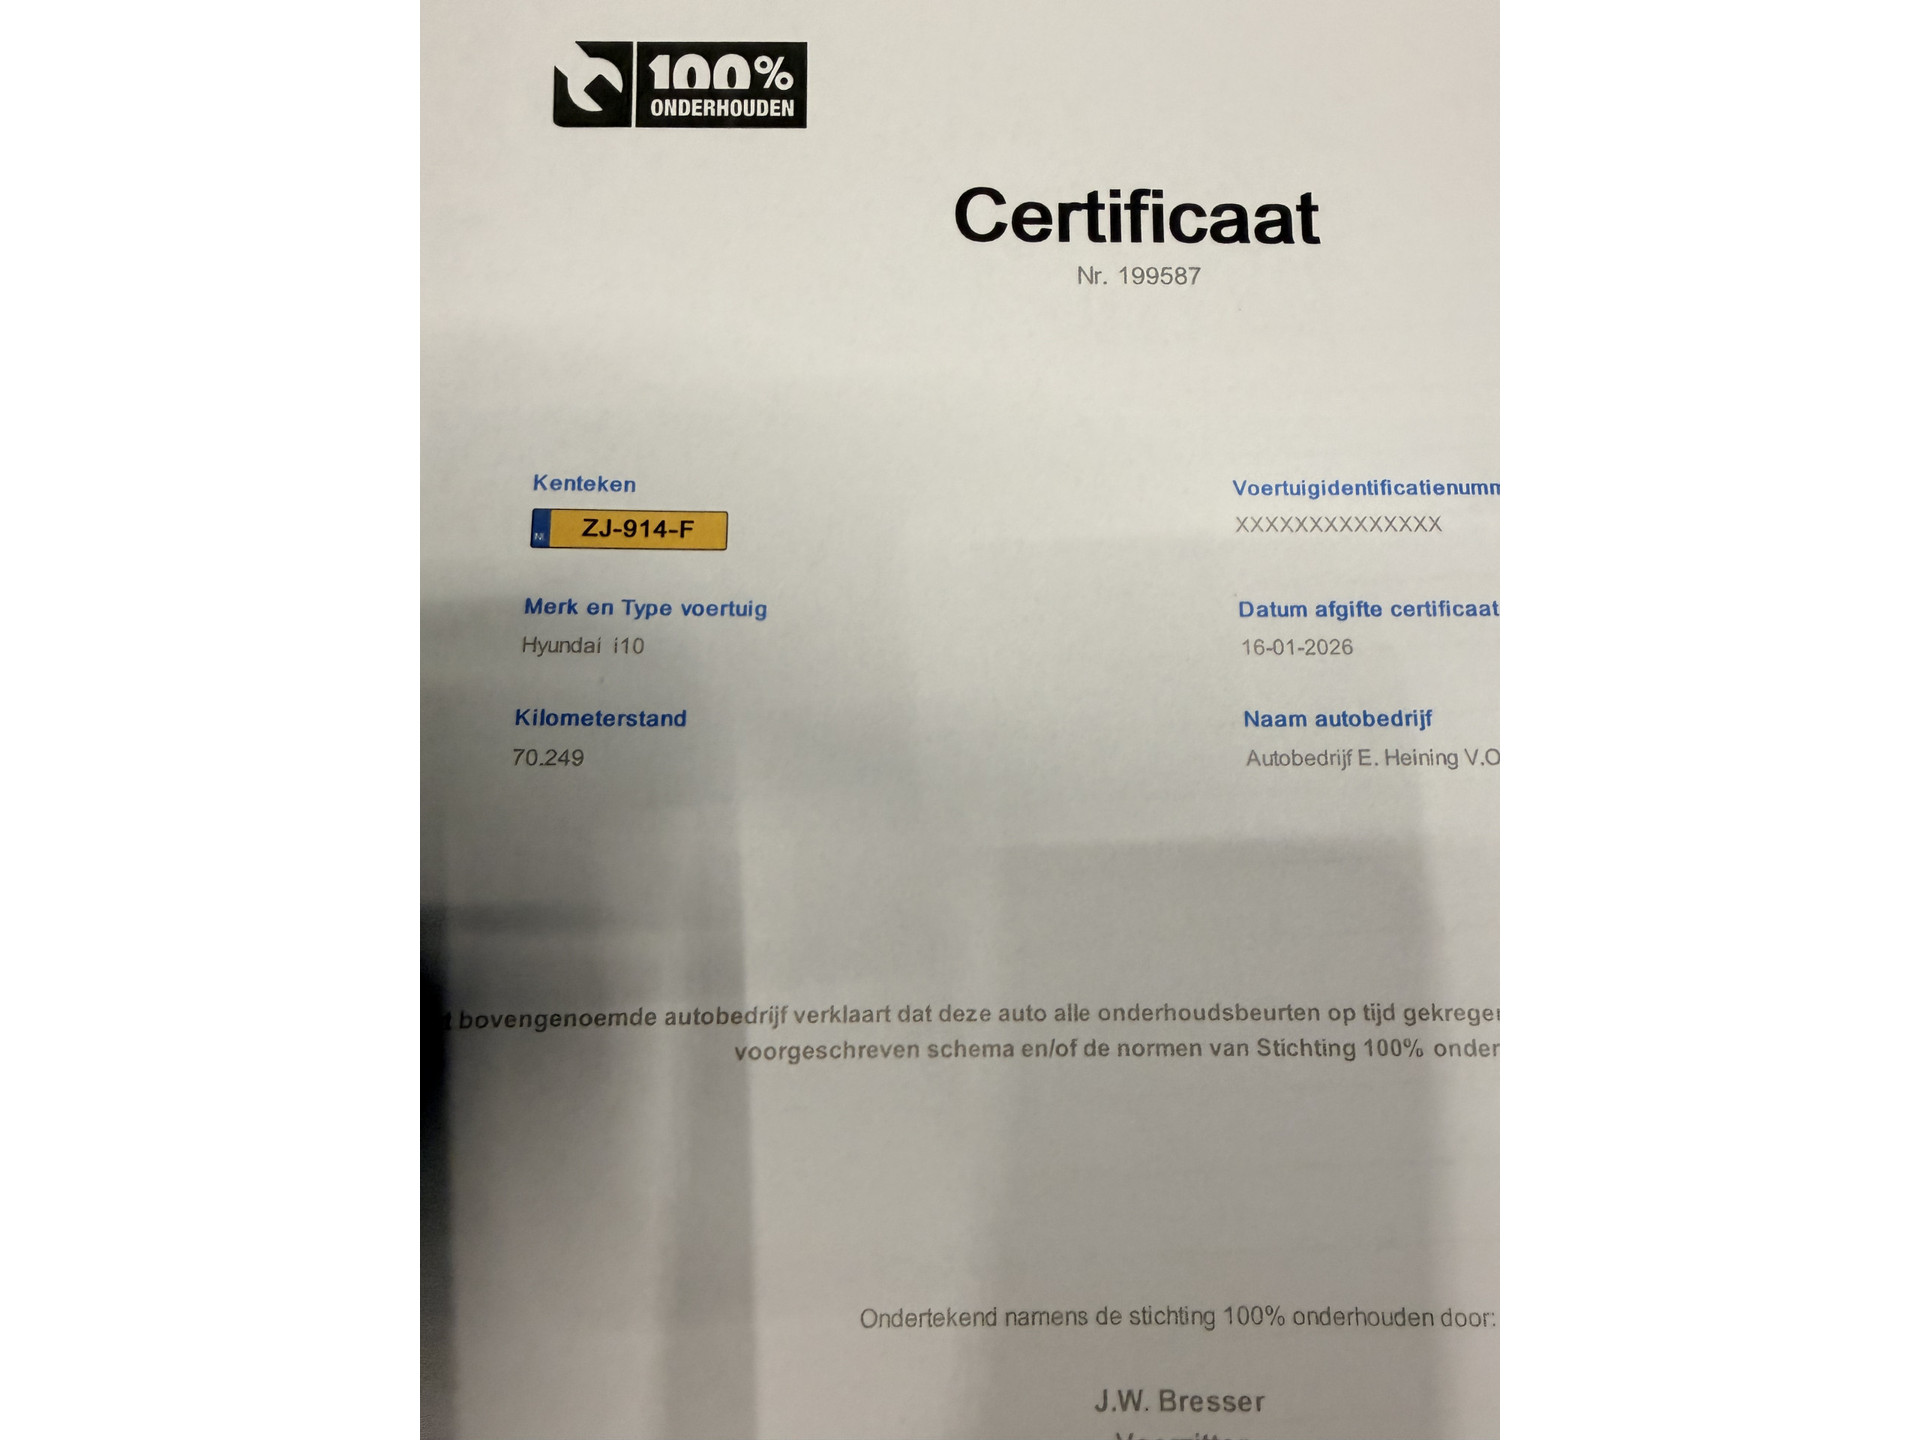 100%
ONDERHOUDEN
Certificaat
Nr. 199587
Kenteken
NL ZJ-914-F
Voertuigidentificatienumm
XXXXXXXXXXXXXX
Merk en Type voertuig
Hyundai i10
Datum afgifte certificaat
16-01-2026
Kilometerstand
70.249
Naam autobedrijf
Autobedrijf E. Heining V.O
t bovengenoemde autobedrijf verklaart dat deze auto alle onderhoudsbeurten op tijd gekregen
voorgeschreven schema en/of de normen van Stichting 100% onder
Ondertekend namens de stichting 100% onderhouden door:
J.W. Bresser